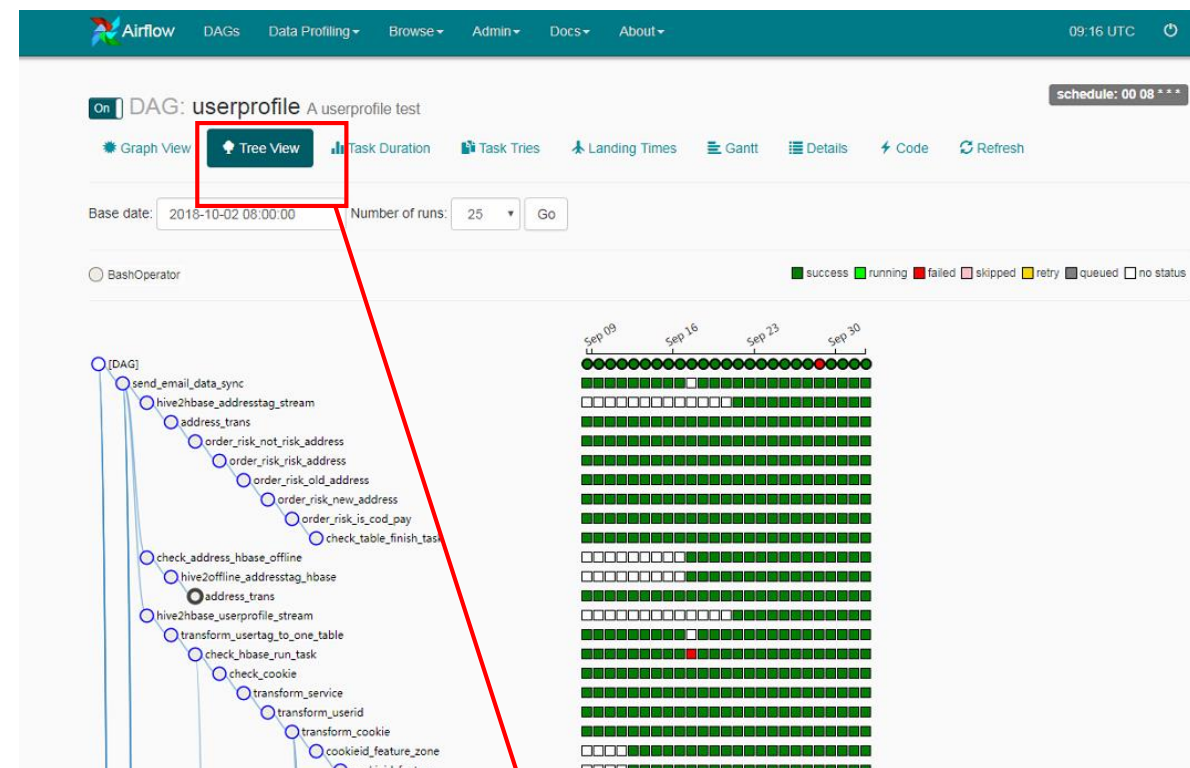 Airflow DAGs Data Profiling Browse Admin Docs About 09:16 UTC
schedule: 00 08 * * *
On DAG: userprofile A userprofile test
Graph View Tree View Task Duration Task Tries Landing Times Gantt Details Code Refresh
Base date: 2018-10-02 08:00:00 Number of runs: 25 Go
BashOperator success running failed skipped retry queued no status
Sep 09 Sep 16 Sep 23 Sep 30
[DAG]
send_email_data_sync
hive2hbase_addresstag_stream
address_trans
order_risk_not_risk_address
order_risk_risk_address
order_risk_old_address
order_risk_new_address
order_risk_is_cod_pay
check_table_finish_task
check_address_hbase_offline
hive2offline_addresstag_hbase
address_trans
hive2hbase_userprofile_stream
transform_usertag_to_one_table
check_hbase_run_task
check_cookie
transform_service
transform_userid
transform_cookie
cookieid_feature_zone